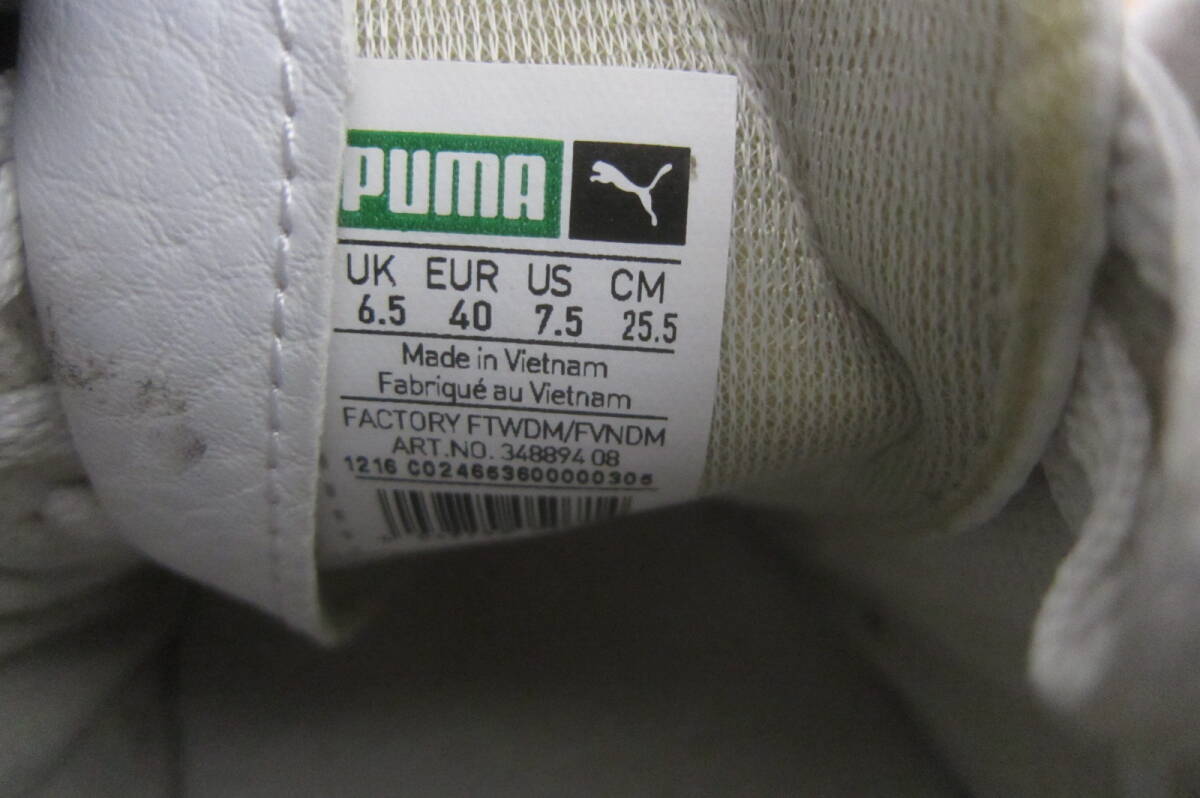 PUMA
UK EUR US CM
6.5 40 7.5 25.5
Made in Vietnam
Fabriqué au Vietnam
FACTORY FTWDM/FVNDM
ART.NO. 348894 08
1216 C024653600000305